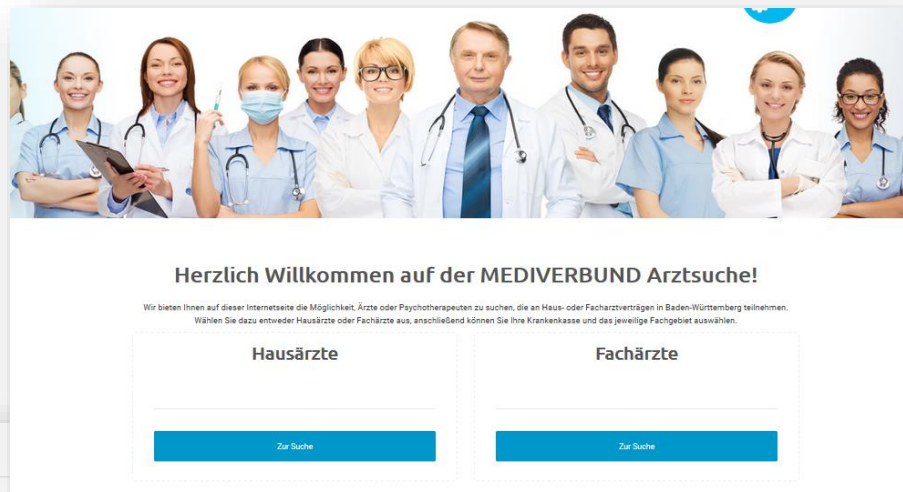 Herzlich Willkommen auf der MEDIVERBUND Arztsuche!
Wir bieten Ihnen auf dieser Internetseite die Möglichkeit, Ärzte oder Psychotherapeuten zu suchen, die an Haus- oder Facharztverträgen in Baden-Württemberg teilnehmen.
Wählen Sie dazu entweder Hausärzte oder Fachärzte aus, anschließend können Sie Ihre Krankenkasse und das jeweilige Fachgebiet auswählen.
Hausärzte
Zur Suche
Fachärzte
Zur Suche